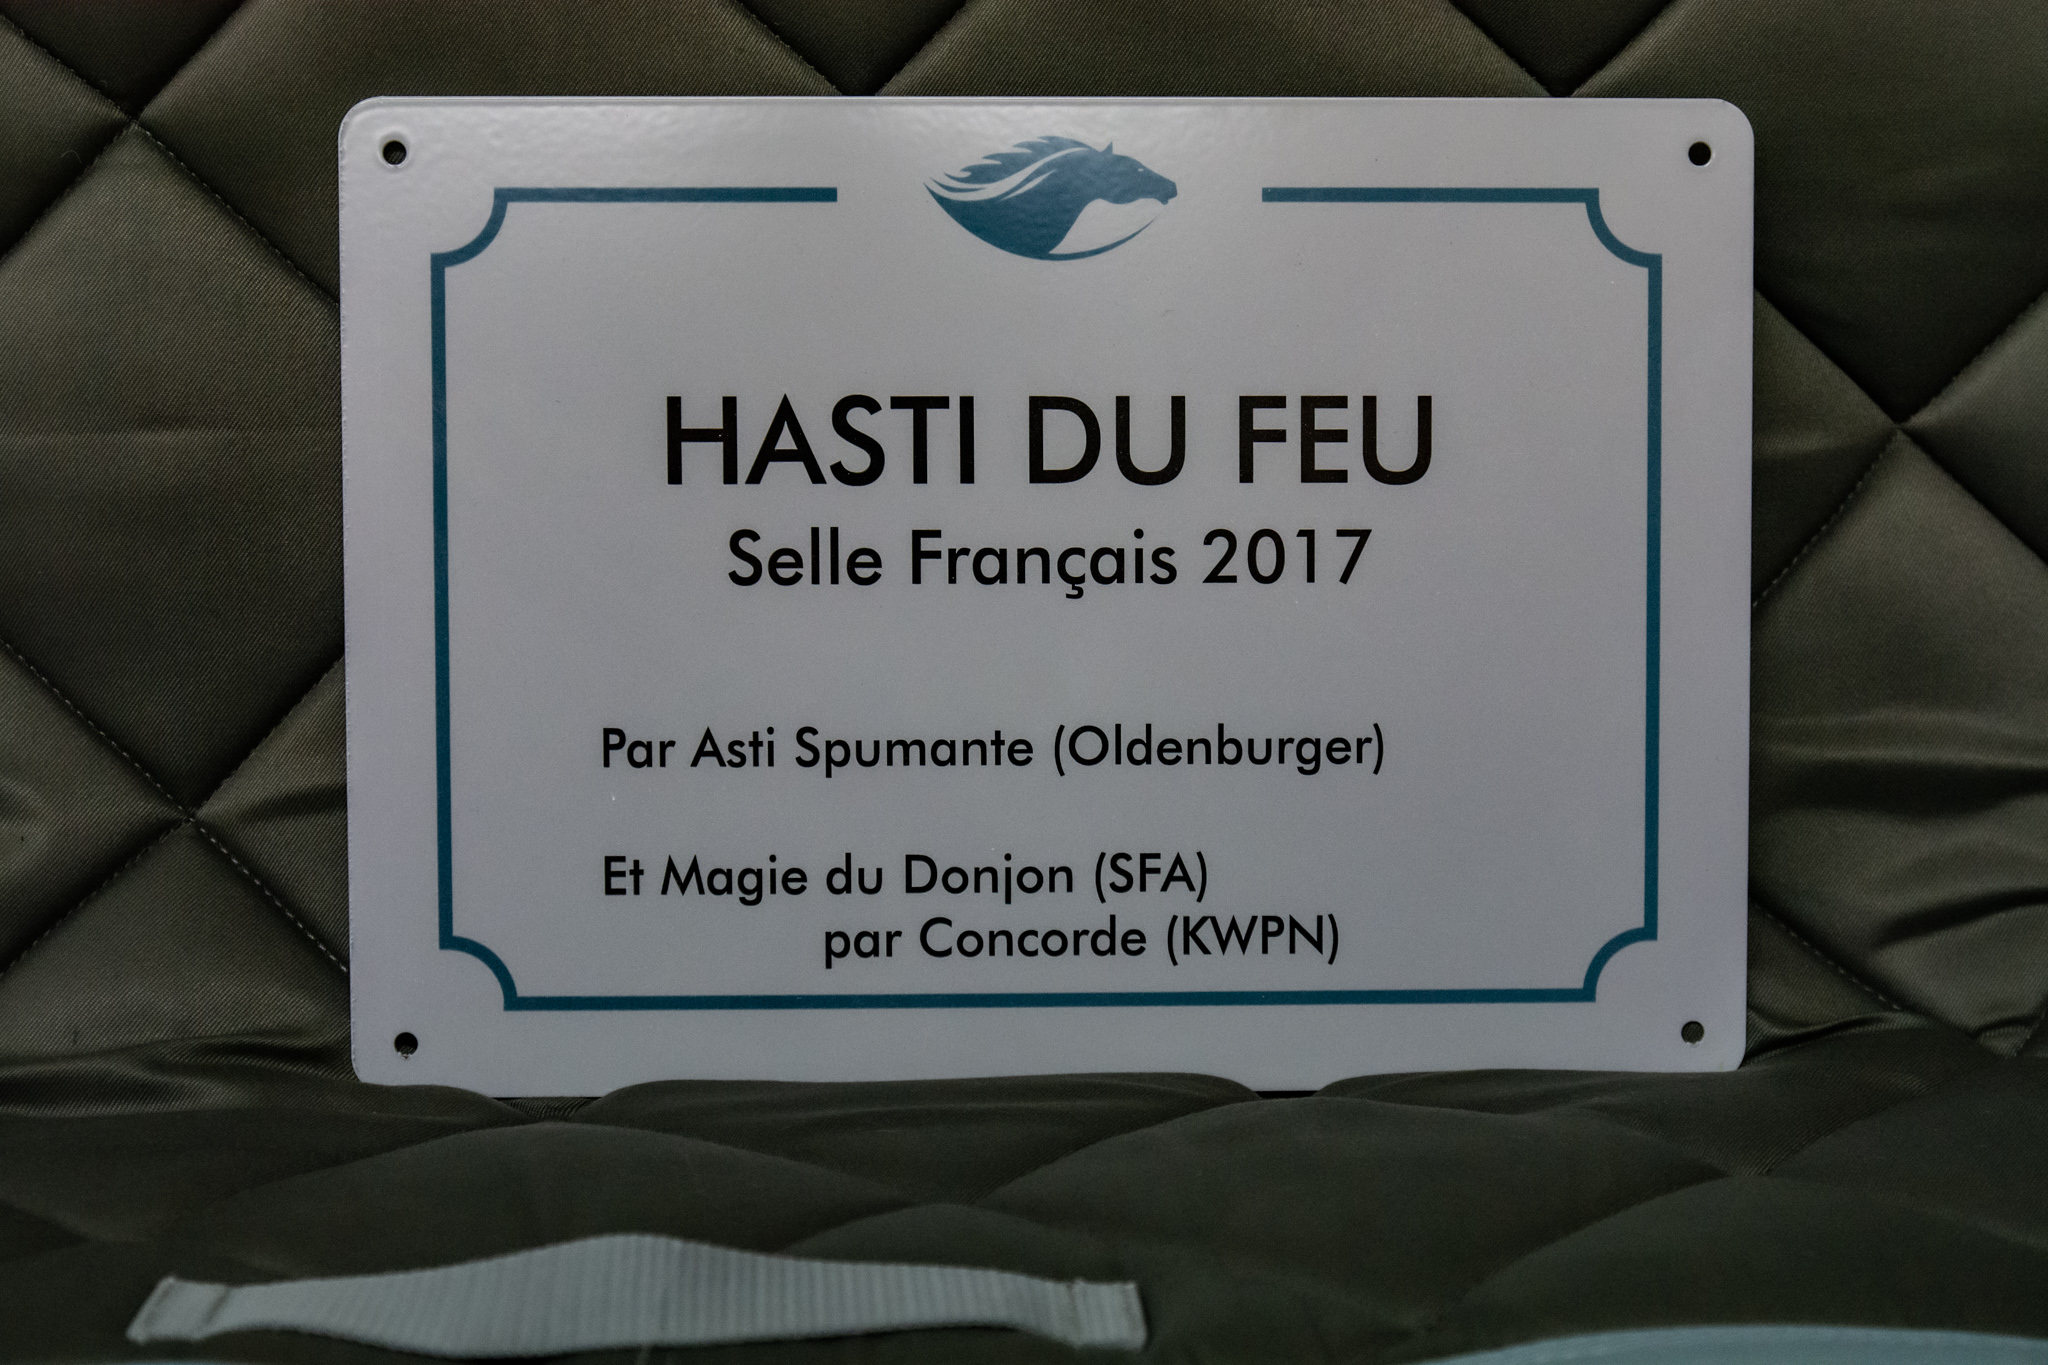 HASTI DU FEU
Selle Français 2017
Par Asti Spumante (Oldenburger)
Et Magie du Donjon (SFA)
par Concorde (KWPN)